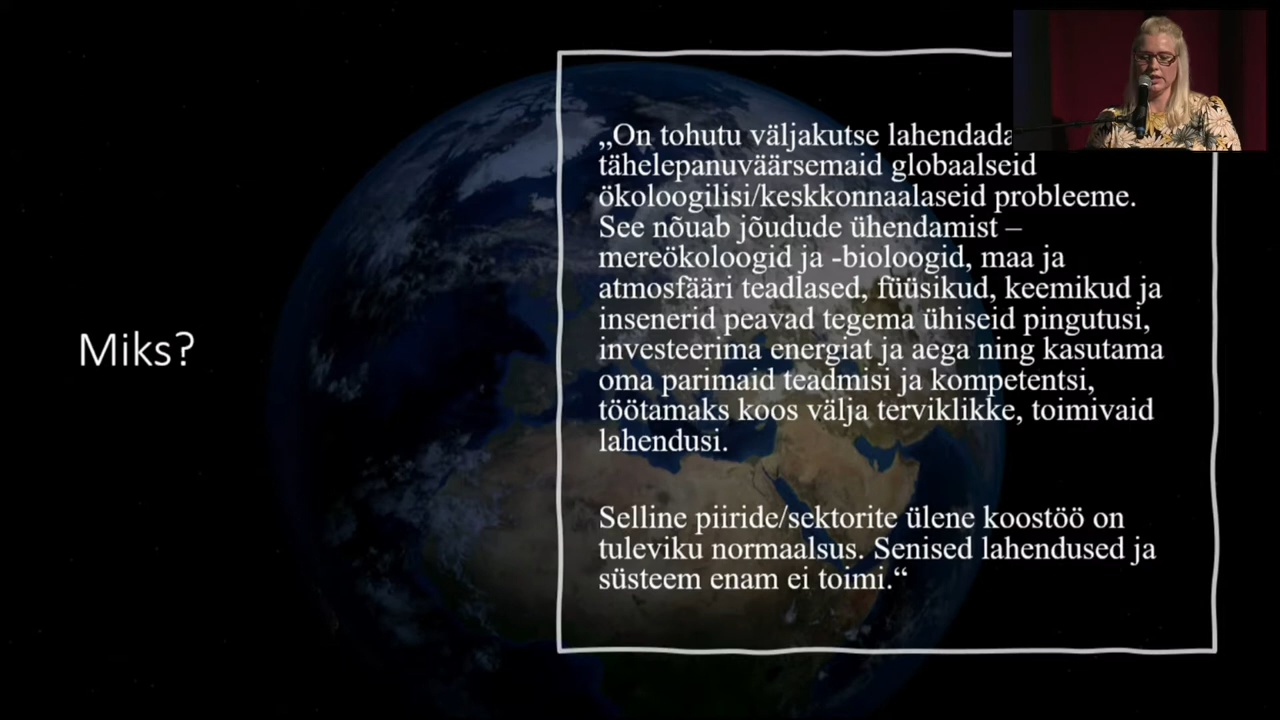 Miks?
„On tohutu väljakutse lahendada
tähelepanuväärsemaid globaalseid
ökoloogilisi/keskkonnaalaseid probleeme.
See nõuab jõudude ühendamist –
mereökoloogid ja -bioloogid, maa ja
atmosfääri teadlased, füüsikud, keemikud ja
insenerid peavad tegema ühiseid pingutusi,
investeerima energiat ja aega ning kasutama
oma parimaid teadmisi ja kompetentsi,
töötamaks koos välja terviklikke, toimivaid
lahendusi.
Selline piiride/sektorite ülene koostöö on
tuleviku normaalsus. Senised lahendused ja
süsteem enam ei toimi.“